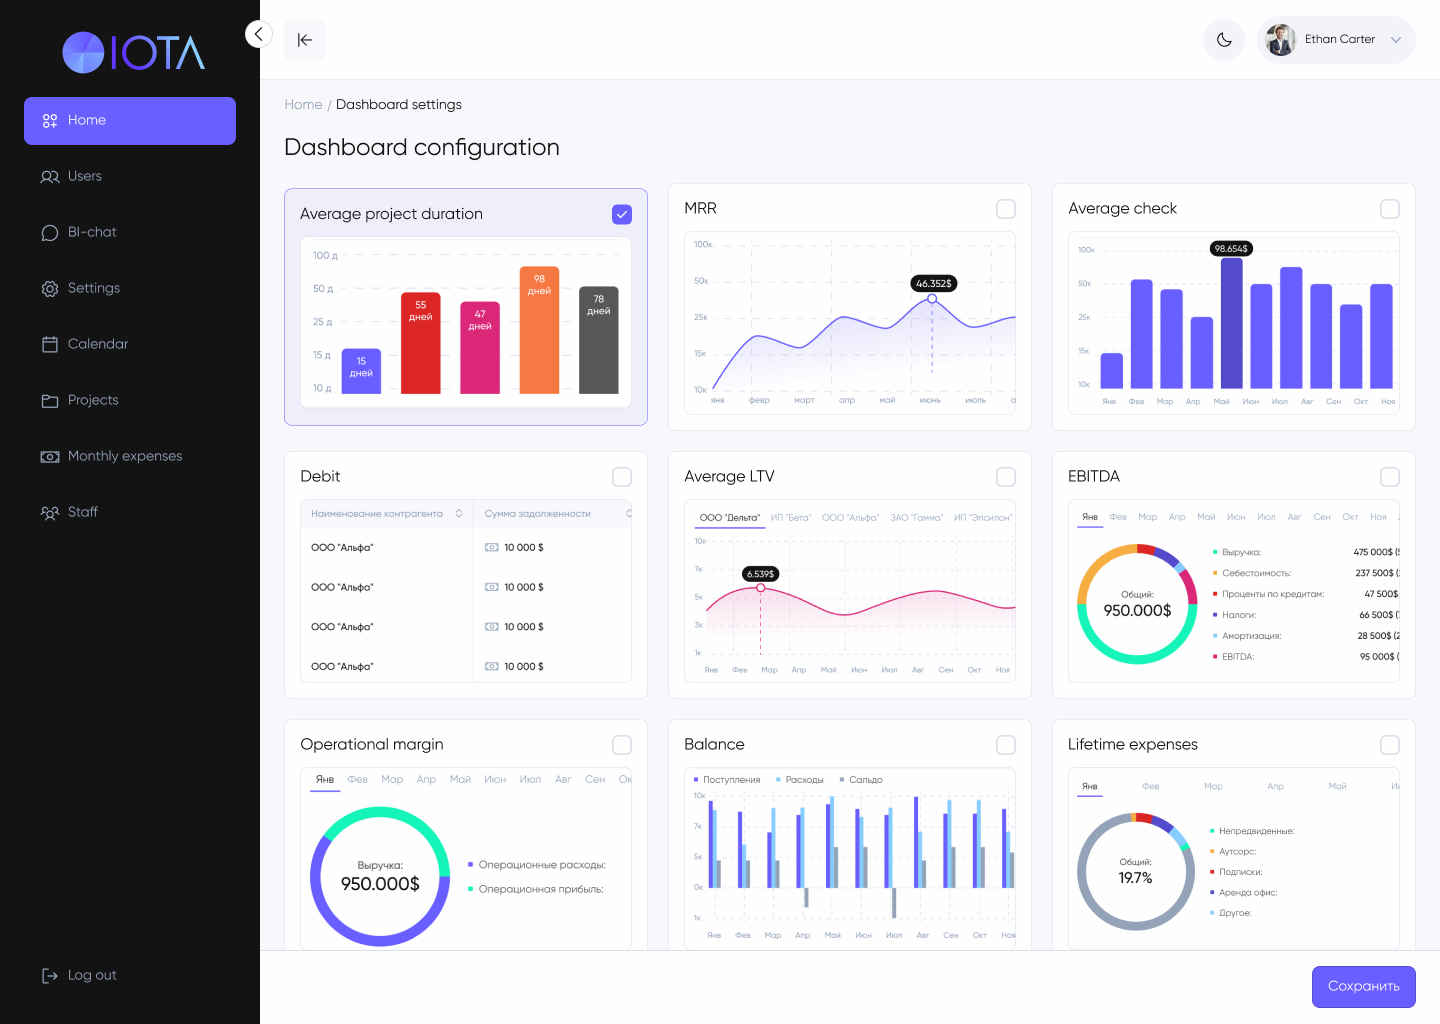 IOTA
Ethan Carter
Home
Users
BI-chat
Settings
Calendar
Projects
Monthly expenses
Staff
Log out
Home / Dashboard settings
Dashboard configuration
Average project duration
100 д
50 д
25 д
15 д
10 д
15 дней
55 дней
47 дней
98 дней
78 дней
MRR
100к
50к
25к
15к
10к
46.352$
янв февр март апр май июнь июль а
Average check
100к
50к
25к
15к
10к
98.654$
Янв Фев Мар Апр Май Июн Июл Авг Сен Окт Ноя
Debit
Наименование контрагента Сумма задолженности
ООО "Альфа" 10 000 $
ООО "Альфа" 10 000 $
ООО "Альфа" 10 000 $
ООО "Альфа" 10 000 $
Average LTV
ООО "Дельта" ИП "Бета" ООО "Альфа" ЗАО "Гамма" ИП "Эпсилон"
10к
7к
5к
3к
1к
6.539$
Янв Фев Мар Апр Май Июн Июл Авг Сен Окт Ноя
EBITDA
Янв Фев Мар Апр Май Июн Июл Авг Сен Окт Ноя
Общий:
950.000$
Выручка: 475 000$
Себестоимость: 237 500$
Проценты по кредитам: 47 500$
Налоги: 66 500$
Амортизация: 28 500$
EBITDA: 95 000$
Operational margin
Янв Фев Мар Апр Май Июн Июл Авг Сен Ок
Выручка:
950.000$
Операционные расходы:
Операционная прибыль:
Balance
Поступления Расходы Сальдо
10к
7к
5к
0к
1к
Янв Фев Мар Апр Май Июн Июл Авг Сен Окт Ноя
Lifetime expenses
Янв Фев Мар Апр Май
Общий:
19.7%
Непредвиденные:
Аутсорс:
Подписки:
Аренда офис:
Другое:
Сохранить